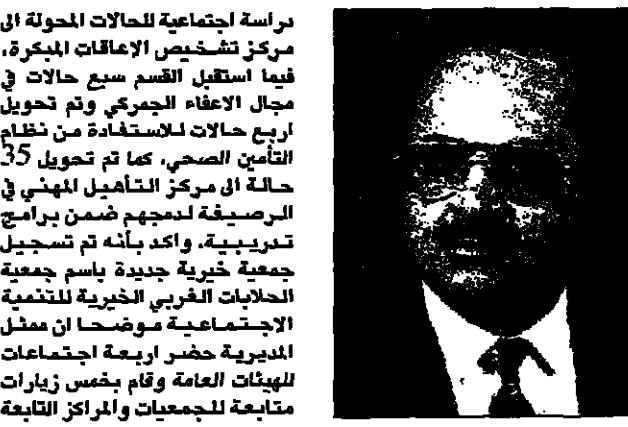 دراسة اجتماعية للحالات المحولة الى
مركز تشخيص الإعاقات المبكرة،
فيما استقبل القسم سبع حالات في
مجال الاعفاء الجمركي وتم تحويل
اربع حالات للاستفادة من نظام
التأمين الصحي، كما تم تحويل 35
حالة الى مركز التأهيل المهني في
الرصيفة لدمجهم ضمن برامج
تدريبية، واكد بأنه تم تسجيل
جمعية خيرية جديدة باسم جمعية
الحلابات الغربي الخيرية للتنمية
الاجتماعية موضحا ان ممثل
المديرية حضر اربعة اجتماعات
للهيئات العامة وقام بخمس زيارات
متابعة للجمعيات والمراكز التابعة